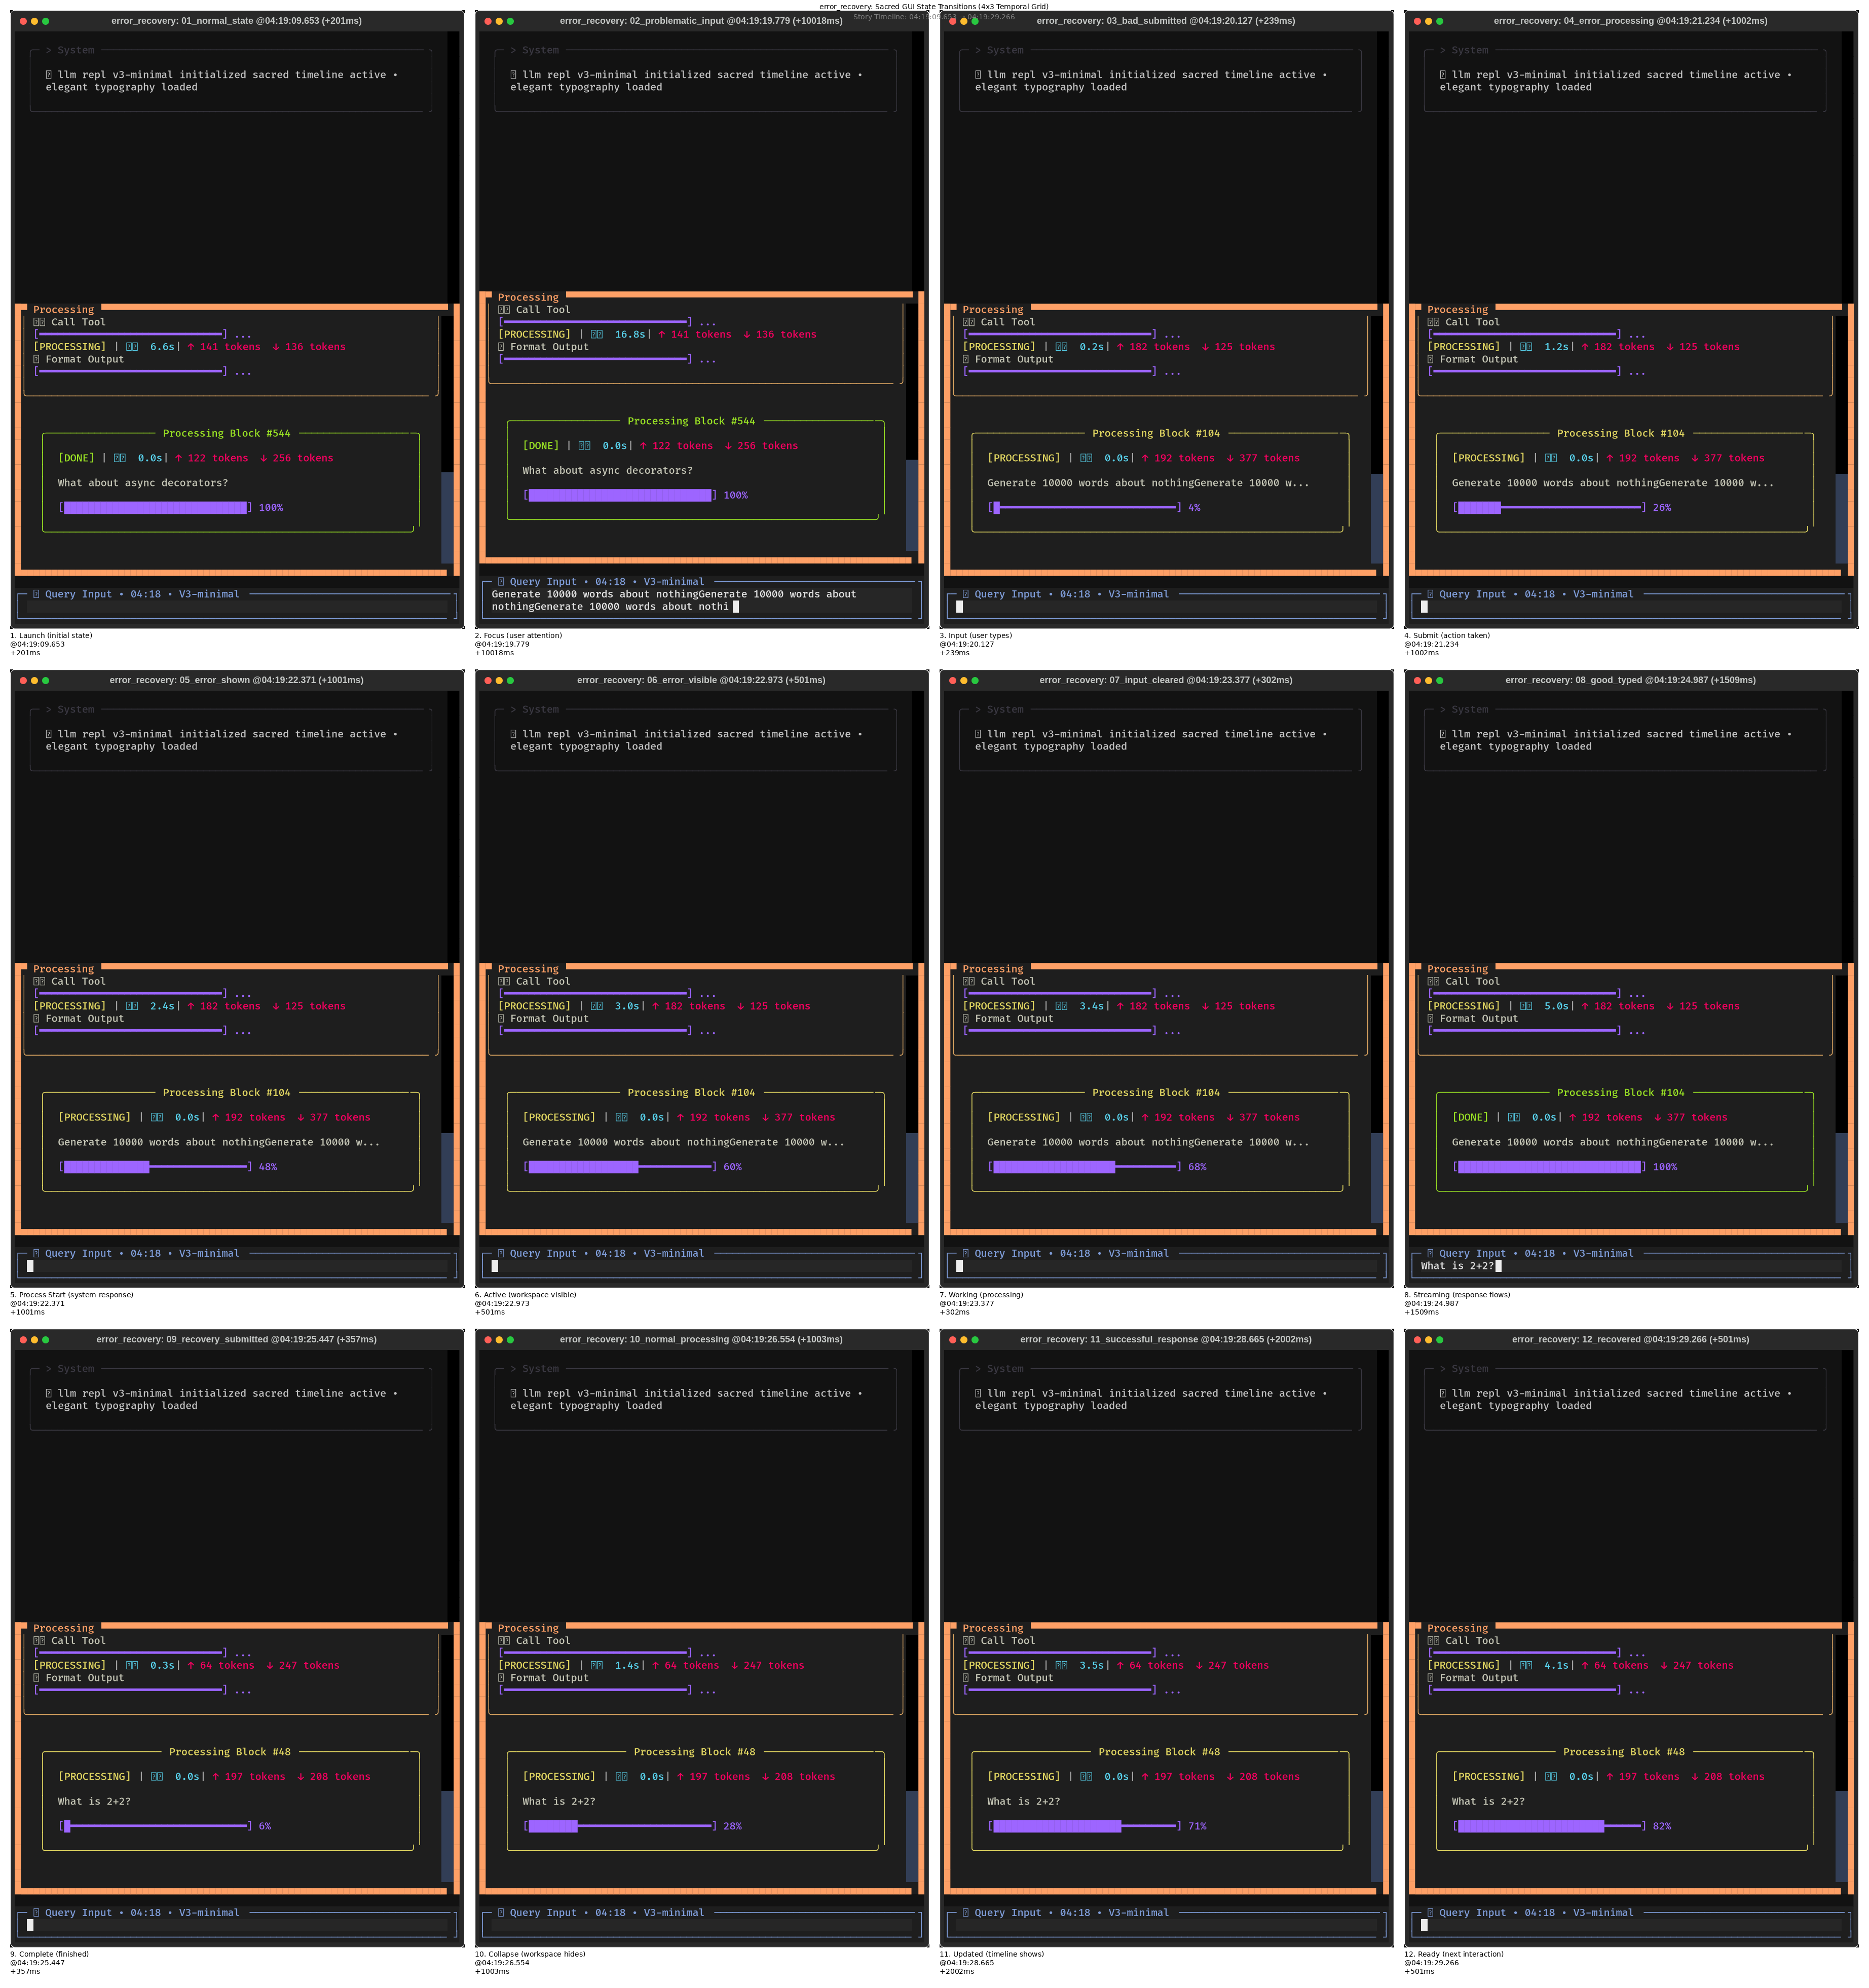 error_recovery: Sacred GUI State Transitions (4x3 Temporal Grid)
Story Timeline: 04:19:09.653 → 04:19:29.266
error_recovery: 01_normal_state @04:19:09.653 (+201ms)
> System
llm repl v3-minimal initialized sacred timeline active •
elegant typography loaded
Processing
Call Tool
[━━━━━━━━━━] ...
[PROCESSING] | 6.6s| ↑ 141 tokens ↓ 136 tokens
Format Output
[━━━━━━━━━━] ...
Processing Block #544
[DONE] | 0.0s| ↑ 122 tokens ↓ 256 tokens
What about async decorators?
[██████████] 100%
Query Input • 04:18 • V3-minimal
1. Launch (initial state)
@04:19:09.653
+201ms
error_recovery: 02_problematic_input @04:19:19.779 (+10018ms)
> System
llm repl v3-minimal initialized sacred timeline active •
elegant typography loaded
Processing
Call Tool
[━━━━━━━━━━] ...
[PROCESSING] | 16.8s| ↑ 141 tokens ↓ 136 tokens
Format Output
[━━━━━━━━━━] ...
Processing Block #544
[DONE] | 0.0s| ↑ 122 tokens ↓ 256 tokens
What about async decorators?
[██████████] 100%
Query Input • 04:18 • V3-minimal
Generate 10000 words about nothingGenerate 10000 words about
nothingGenerate 10000 words about nothi
2. Focus (user attention)
@04:19:19.779
+10018ms
error_recovery: 03_bad_submitted @04:19:20.127 (+239ms)
> System
llm repl v3-minimal initialized sacred timeline active •
elegant typography loaded
Processing
Call Tool
[━━━━━━━━━━] ...
[PROCESSING] | 0.2s| ↑ 182 tokens ↓ 125 tokens
Format Output
[━━━━━━━━━━] ...
Processing Block #104
[PROCESSING] | 0.0s| ↑ 192 tokens ↓ 377 tokens
Generate 10000 words about nothingGenerate 10000 w...
[█━━━━━━━━━] 4%
Query Input • 04:18 • V3-minimal
3. Input (user types)
@04:19:20.127
+239ms
error_recovery: 04_error_processing @04:19:21.234 (+1002ms)
> System
llm repl v3-minimal initialized sacred timeline active •
elegant typography loaded
Processing
Call Tool
[━━━━━━━━━━] ...
[PROCESSING] | 1.2s| ↑ 182 tokens ↓ 125 tokens
Format Output
[━━━━━━━━━━] ...
Processing Block #104
[PROCESSING] | 0.0s| ↑ 192 tokens ↓ 377 tokens
Generate 10000 words about nothingGenerate 10000 w...
[███━━━━━━━] 26%
Query Input • 04:18 • V3-minimal
4. Submit (action taken)
@04:19:21.234
+1002ms
error_recovery: 05_error_shown @04:19:22.371 (+1001ms)
> System
llm repl v3-minimal initialized sacred timeline active •
elegant typography loaded
Processing
Call Tool
[━━━━━━━━━━] ...
[PROCESSING] | 2.4s| ↑ 182 tokens ↓ 125 tokens
Format Output
[━━━━━━━━━━] ...
Processing Block #104
[PROCESSING] | 0.0s| ↑ 192 tokens ↓ 377 tokens
Generate 10000 words about nothingGenerate 10000 w...
[█████━━━━━] 48%
Query Input • 04:18 • V3-minimal
5. Process Start (system response)
@04:19:22.371
+1001ms
error_recovery: 06_error_visible @04:19:22.973 (+501ms)
> System
llm repl v3-minimal initialized sacred timeline active •
elegant typography loaded
Processing
Call Tool
[━━━━━━━━━━] ...
[PROCESSING] | 3.0s| ↑ 182 tokens ↓ 125 tokens
Format Output
[━━━━━━━━━━] ...
Processing Block #104
[PROCESSING] | 0.0s| ↑ 192 tokens ↓ 377 tokens
Generate 10000 words about nothingGenerate 10000 w...
[██████━━━━] 60%
Query Input • 04:18 • V3-minimal
6. Active (workspace visible)
@04:19:22.973
+501ms
error_recovery: 07_input_cleared @04:19:23.377 (+302ms)
> System
llm repl v3-minimal initialized sacred timeline active •
elegant typography loaded
Processing
Call Tool
[━━━━━━━━━━] ...
[PROCESSING] | 3.4s| ↑ 182 tokens ↓ 125 tokens
Format Output
[━━━━━━━━━━] ...
Processing Block #104
[PROCESSING] | 0.0s| ↑ 192 tokens ↓ 377 tokens
Generate 10000 words about nothingGenerate 10000 w...
[███████━━━] 68%
Query Input • 04:18 • V3-minimal
7. Working (processing)
@04:19:23.377
+302ms
error_recovery: 08_good_typed @04:19:24.987 (+1509ms)
> System
llm repl v3-minimal initialized sacred timeline active •
elegant typography loaded
Processing
Call Tool
[━━━━━━━━━━] ...
[PROCESSING] | 5.0s| ↑ 182 tokens ↓ 125 tokens
Format Output
[━━━━━━━━━━] ...
Processing Block #104
[DONE] | 0.0s| ↑ 192 tokens ↓ 377 tokens
Generate 10000 words about nothingGenerate 10000 w...
[██████████] 100%
Query Input • 04:18 • V3-minimal
What is 2+2?
8. Streaming (response flows)
@04:19:24.987
+1509ms
error_recovery: 09_recovery_submitted @04:19:25.447 (+357ms)
> System
llm repl v3-minimal initialized sacred timeline active •
elegant typography loaded
Processing
Call Tool
[━━━━━━━━━━] ...
[PROCESSING] | 0.3s| ↑ 64 tokens ↓ 247 tokens
Format Output
[━━━━━━━━━━] ...
Processing Block #48
[PROCESSING] | 0.0s| ↑ 197 tokens ↓ 208 tokens
What is 2+2?
[█━━━━━━━━━] 6%
Query Input • 04:18 • V3-minimal
9. Complete (finished)
@04:19:25.447
+357ms
error_recovery: 10_normal_processing @04:19:26.554 (+1003ms)
> System
llm repl v3-minimal initialized sacred timeline active •
elegant typography loaded
Processing
Call Tool
[━━━━━━━━━━] ...
[PROCESSING] | 1.4s| ↑ 64 tokens ↓ 247 tokens
Format Output
[━━━━━━━━━━] ...
Processing Block #48
[PROCESSING] | 0.0s| ↑ 197 tokens ↓ 208 tokens
What is 2+2?
[███━━━━━━━] 28%
Query Input • 04:18 • V3-minimal
10. Collapse (workspace hides)
@04:19:26.554
+1003ms
error_recovery: 11_successful_response @04:19:28.665 (+2002ms)
> System
llm repl v3-minimal initialized sacred timeline active •
elegant typography loaded
Processing
Call Tool
[━━━━━━━━━━] ...
[PROCESSING] | 3.5s| ↑ 64 tokens ↓ 247 tokens
Format Output
[━━━━━━━━━━] ...
Processing Block #48
[PROCESSING] | 0.0s| ↑ 197 tokens ↓ 208 tokens
What is 2+2?
[███████━━━] 71%
Query Input • 04:18 • V3-minimal
11. Updated (timeline shows)
@04:19:28.665
+2002ms
error_recovery: 12_recovered @04:19:29.266 (+501ms)
> System
llm repl v3-minimal initialized sacred timeline active •
elegant typography loaded
Processing
Call Tool
[━━━━━━━━━━] ...
[PROCESSING] | 4.1s| ↑ 64 tokens ↓ 247 tokens
Format Output
[━━━━━━━━━━] ...
Processing Block #48
[PROCESSING] | 0.0s| ↑ 197 tokens ↓ 208 tokens
What is 2+2?
[████████━━] 82%
Query Input • 04:18 • V3-minimal
12. Ready (next interaction)
@04:19:29.266
+501ms